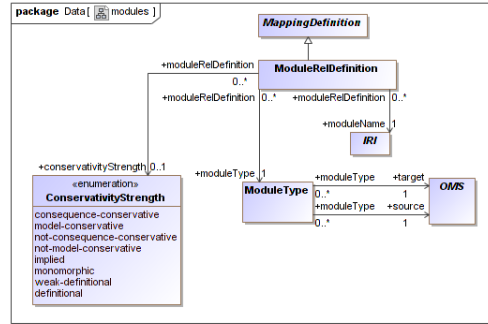 package Data[ modules ]
MappingDefinition
ModuleRelDefinition
+moduleRelDefinition
0..*
+moduleRelDefinition
0..*
+moduleRelDefinition
0..*
+moduleName
1
IRI
+conservativityStrength
0..1
+moduleType
1
«enumeration»
ConservativityStrength
consequence-conservative
model-conservative
not-consequence-conservative
not-model-conservative
implied
monomorphic
weak-definitional
definitional
ModuleType
+moduleType
0..*
+target
1
+moduleType
0..*
+source
1
OMS